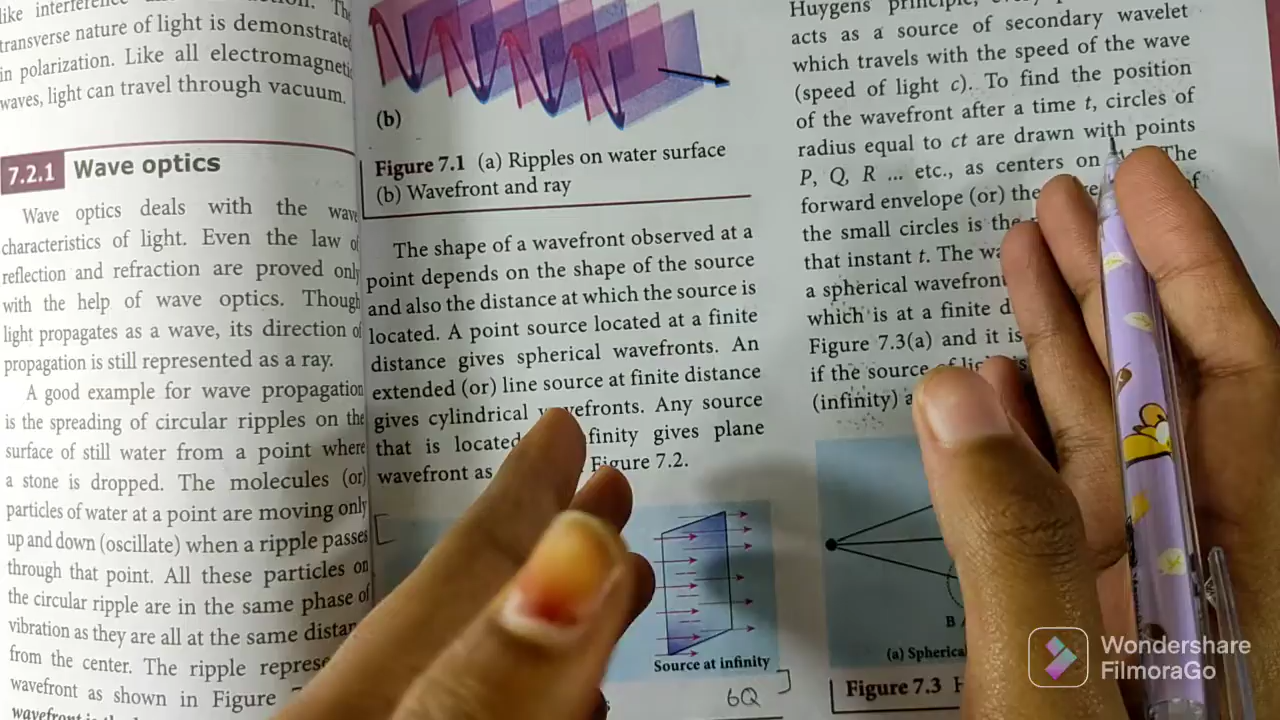 like interference
transverse nature of light is demonstrated
in polarization. Like all electromagnetic
waves, light can travel through vacuum.
7.2.1 Wave optics
Wave optics deals with the wave
characteristics of light. Even the law of
reflection and refraction are proved only
with the help of wave optics. Though
light propagates as a wave, its direction of
propagation is still represented as a ray.
A good example for wave propagation
is the spreading of circular ripples on the
surface of still water from a point where
a stone is dropped. The molecules (or)
particles of water at a point are moving only
up and down (oscillate) when a ripple passes
through that point. All these particles on
the circular ripple are in the same phase of
vibration as they are all at the same distan
from the center. The ripple represe
wavefront as shown in Figure 7
(b)
Figure 7.1 (a) Ripples on water surface
(b) Wavefront and ray
The shape of a wavefront observed at a
point depends on the shape of the source
and also the distance at which the source is
located. A point source located at a finite
distance gives spherical wavefronts. An
extended (or) line source at finite distance
gives cylindrical wavefronts. Any source
that is located finity gives plane
wavefront as Figure 7.2.
Source at infinity
6Q
Huygens principle,
acts as a source of secondary wavelet
which travels with the speed of the wave
(speed of light c). To find the position
of the wavefront after a time t, circles of
radius equal to ct are drawn with points
P, Q, R ... etc., as centers on The
forward envelope (or) the of
the small circles is the
that instant t. The wa
a spherical wavefron
which is at a finite d
Figure 7.3(a) and it is
if the source of lig is
(infinity) a
B A
(a) Spherical
Figure 7.3 H
Wondershare
FilmoraGo